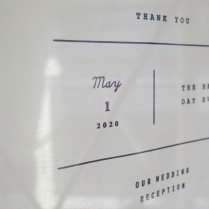 THANK YOU
May
1
2020
THE
DAY
OUR WEDDING
RECEPTION